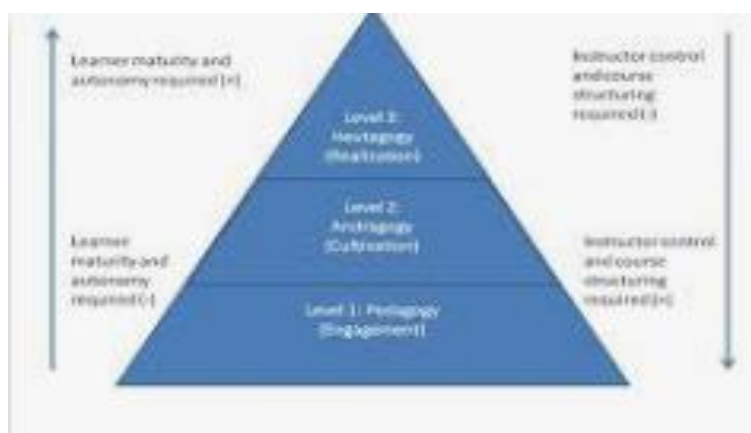 Learner maturity and
autonomy required (+)
Instructor control
and course
structuring
required (-)
Level 3:
Heutagogy
(Realization)
Level 2:
Andragogy
(Cultivation)
Learner
maturity and
autonomy
required (-)
Instructor control
and course
structuring
required (+)
Level 1: Pedagogy
(Engagement)